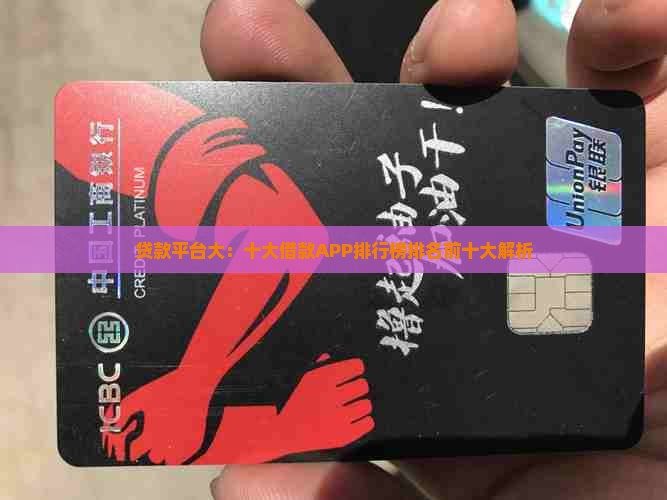 中国工商银行
CREDIT PLATINUM
ICBC
撸起袖子
加油干!
UnionPay
银联
贷款平台大:十大借款APP排行榜排名前十大解析